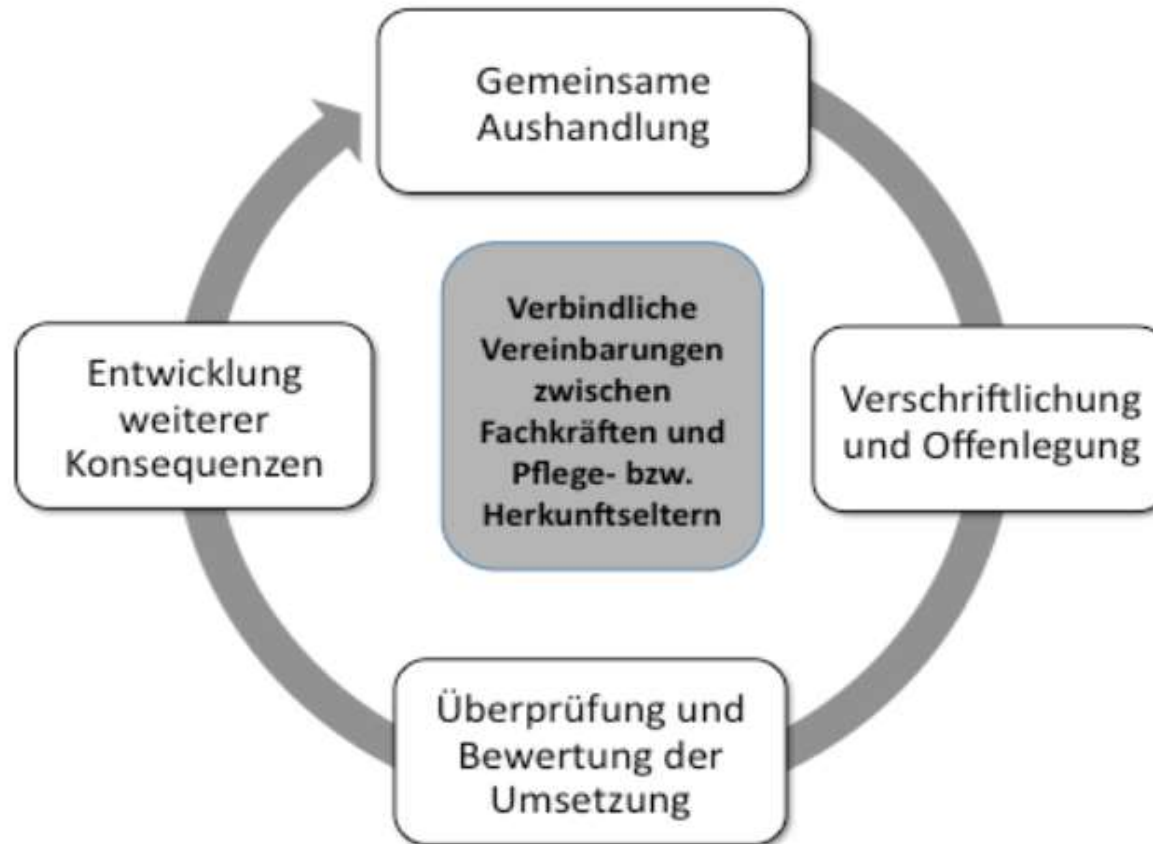 Gemeinsame
Aushandlung
Verbindliche
Vereinbarungen
zwischen
Fachkräften und
Pflege- bzw.
Herkunftseltern
Entwicklung
weiterer
Konsequenzen
Verschriftlichung
und Offenlegung
Überprüfung und
Bewertung der
Umsetzung